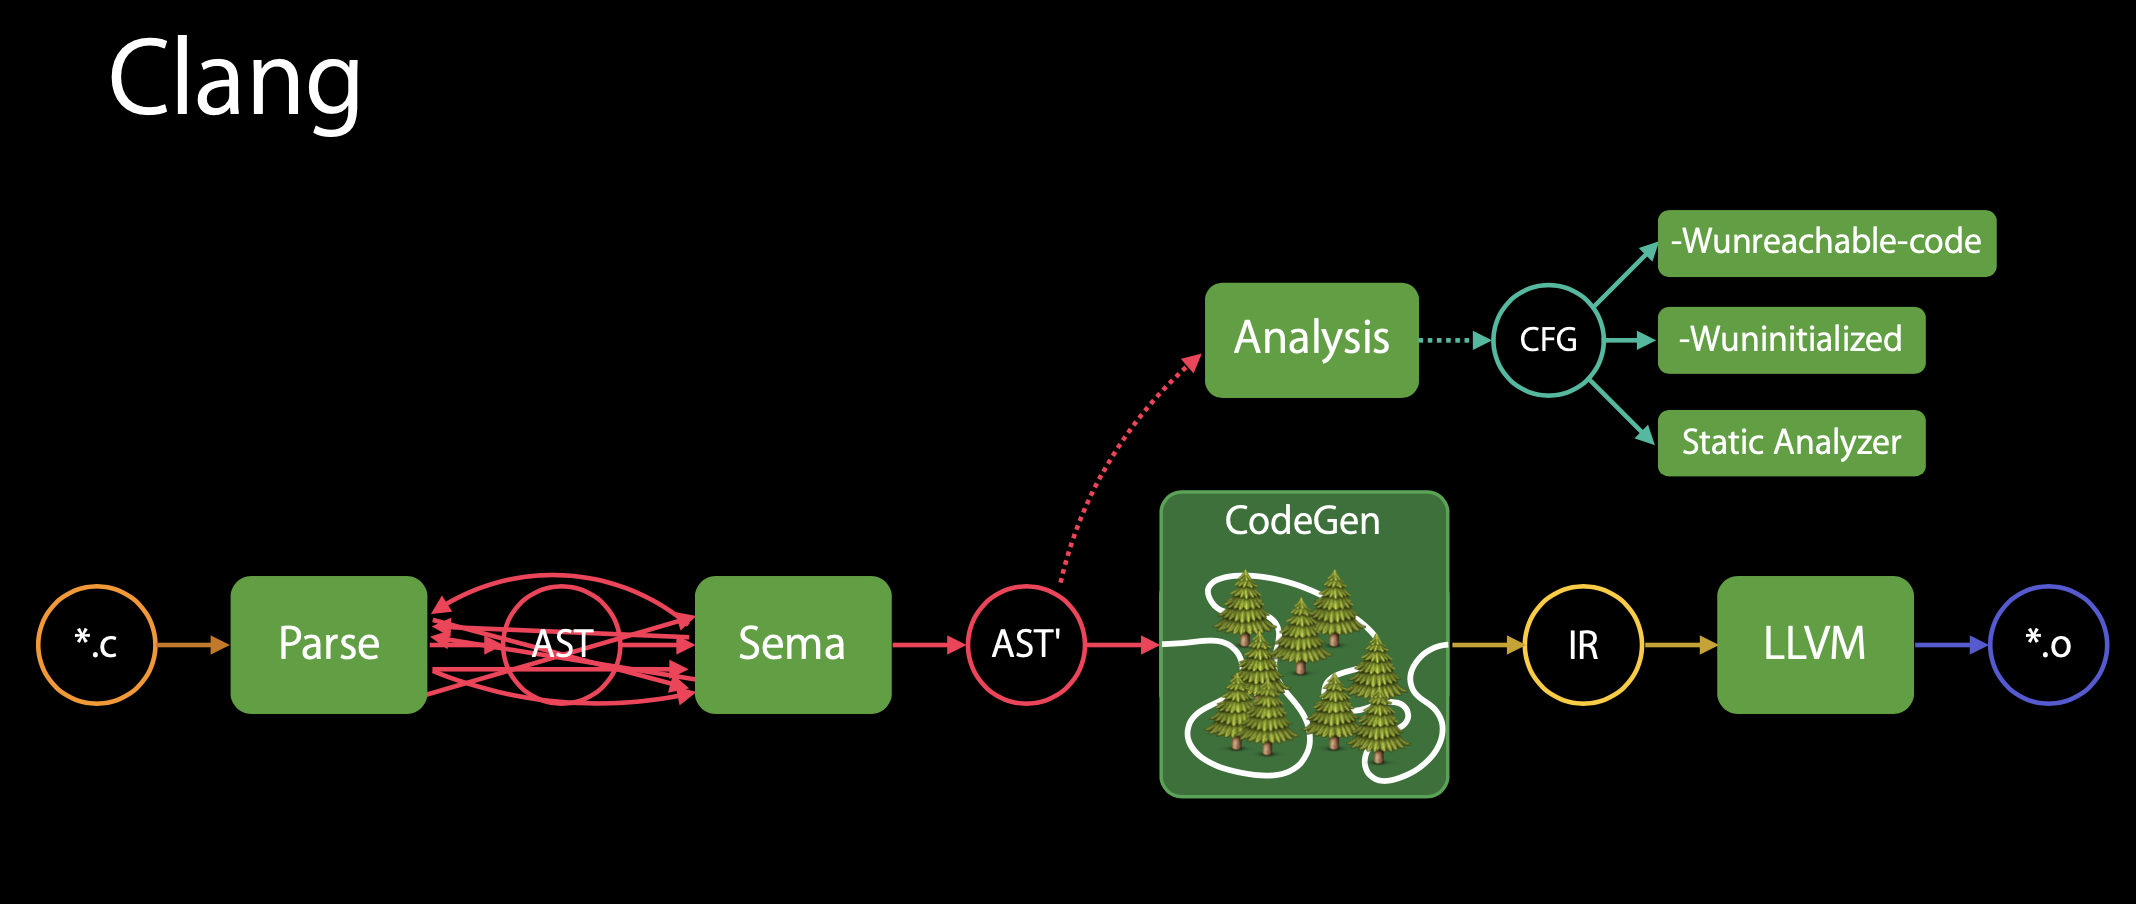 Clang
-Wunreachable-code
Analysis
CFG
-Wuninitialized
Static Analyzer
CodeGen
*.c
Parse
AST
Sema
AST'
IR
LLVM
*.o